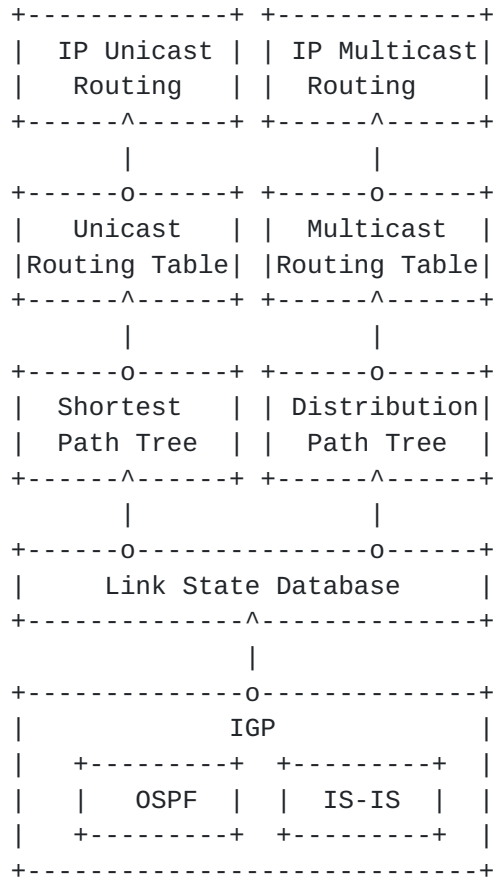 IP Unicast IP Multicast
Routing Routing
Unicast Multicast
Routing Table Routing Table
Shortest Distribution
Path Tree Path Tree
Link State Database
IGP
OSPF IS-IS